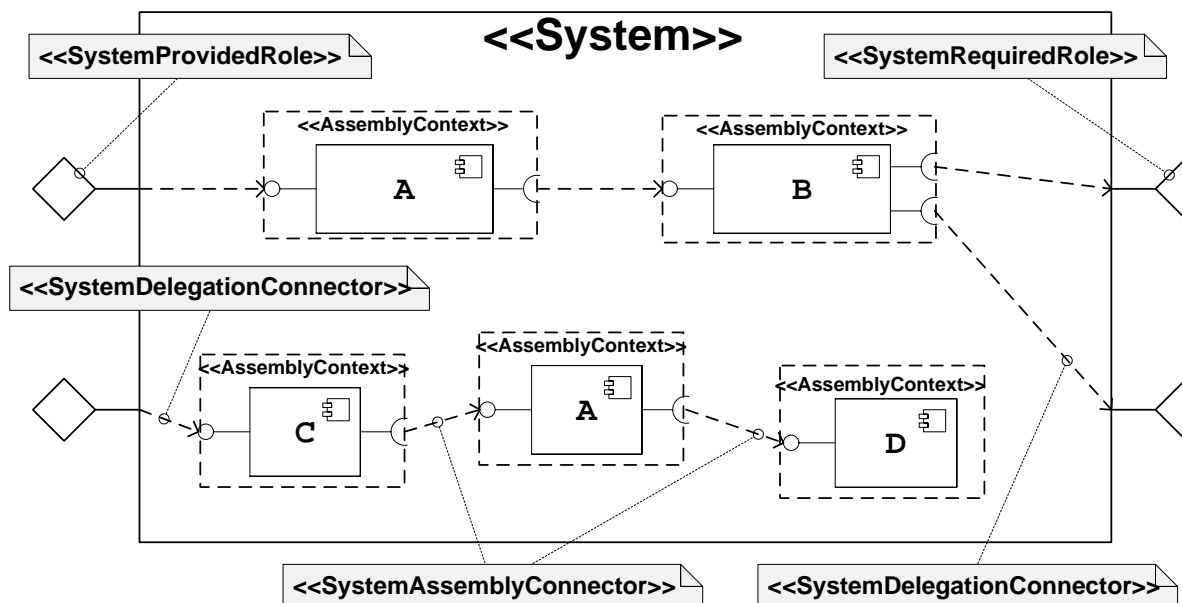 <<System>>
<<SystemProvidedRole>>
<<SystemRequiredRole>>
<<AssemblyContext>>
<<AssemblyContext>>
A
B
<<SystemDelegationConnector>>
<<AssemblyContext>>
<<AssemblyContext>>
<<AssemblyContext>>
C
A
D
<<SystemAssemblyConnector>>
<<SystemDelegationConnector>>